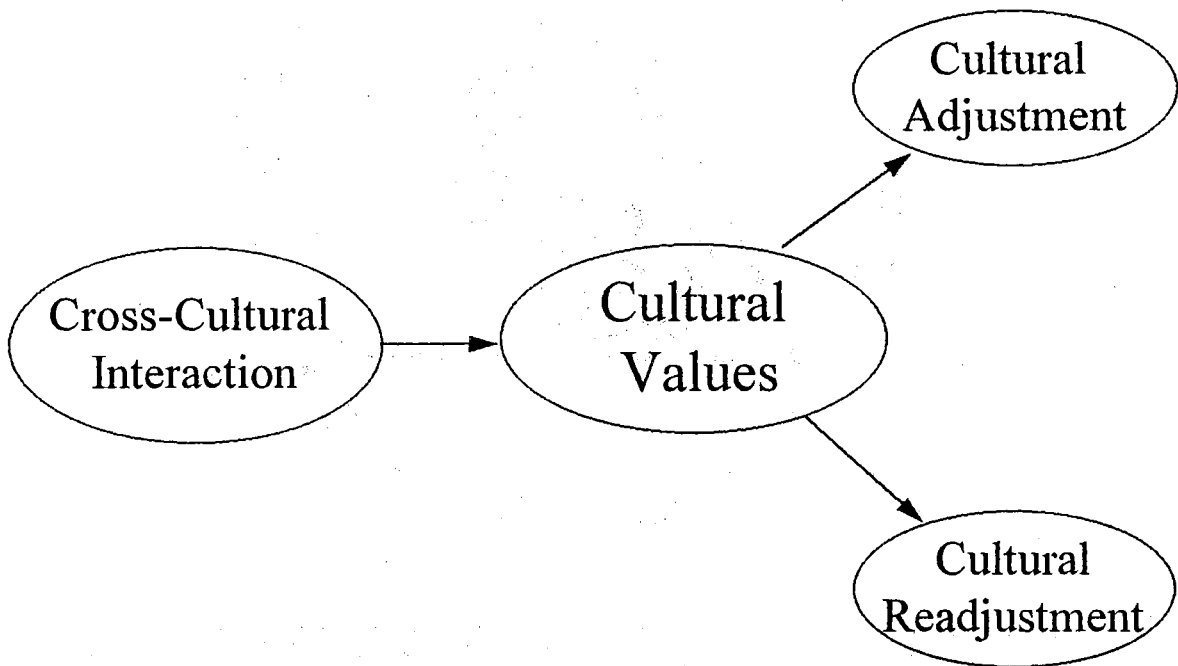 Cultural
Adjustment
Cross-Cultural
Interaction
Cultural
Values
Cultural
Readjustment